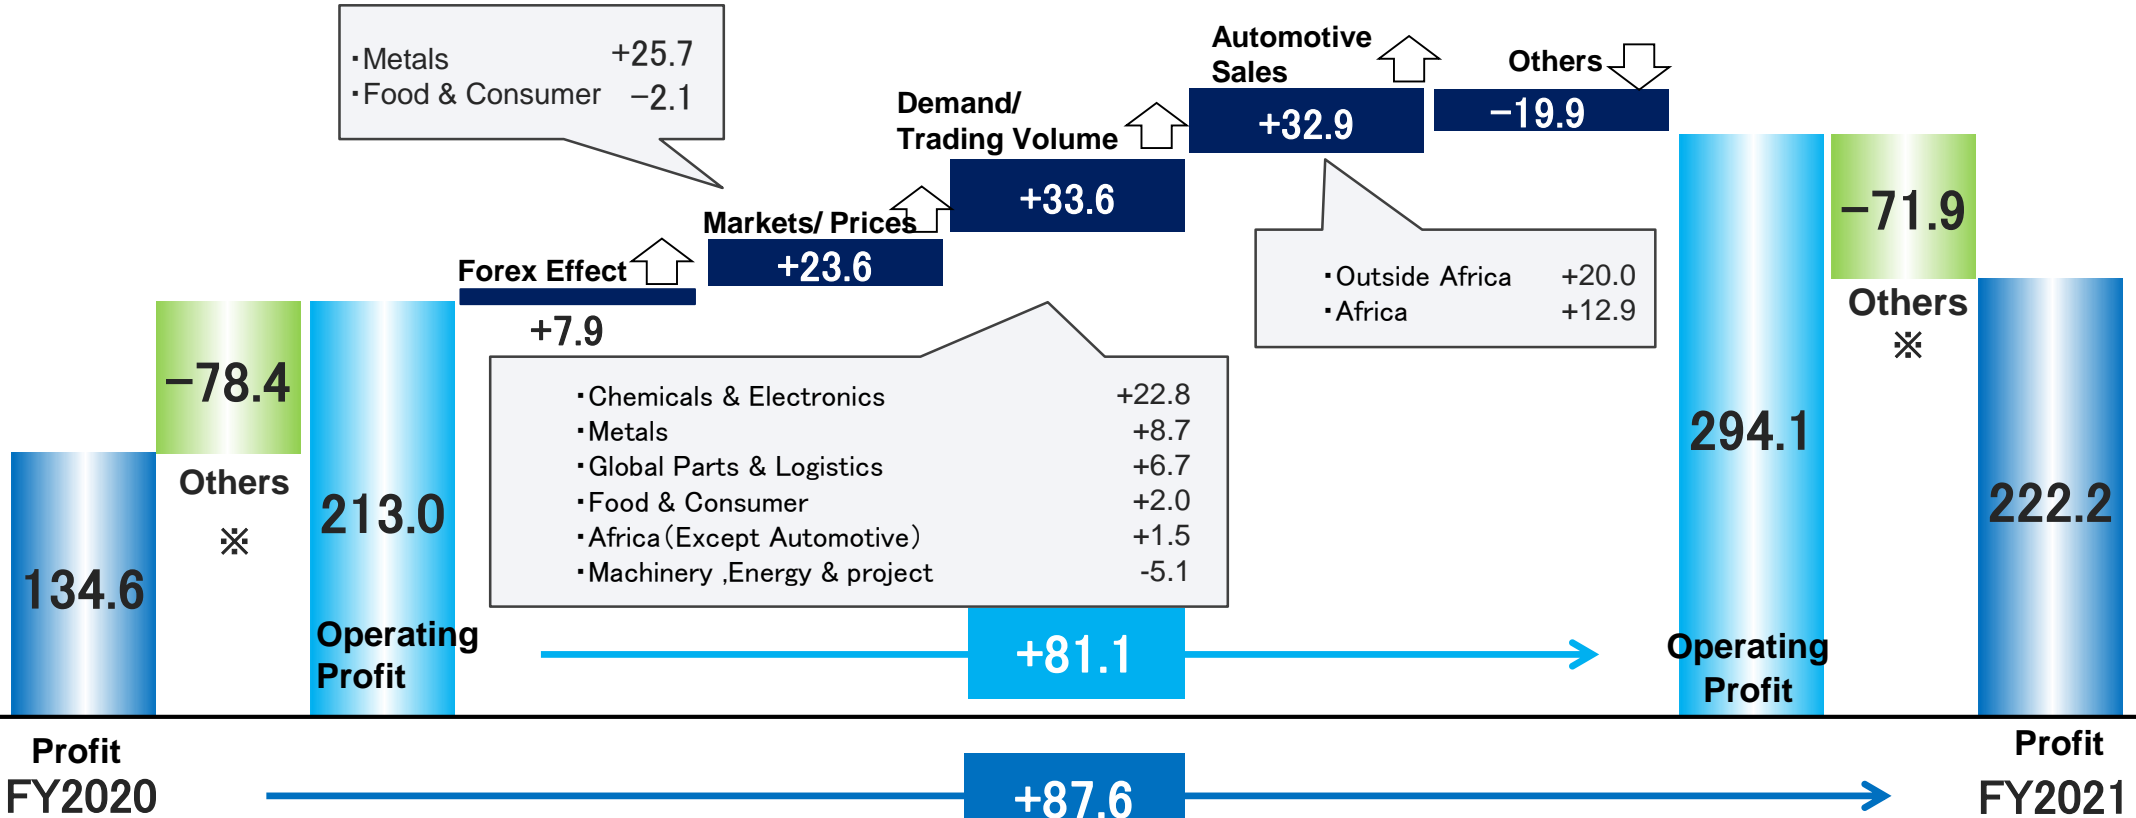 ・Metals +25.7
・Food & Consumer −2.1
Automotive
Sales
Others
Demand/
Trading Volume
+32.9
−19.9
+33.6
Markets/ Prices
+23.6
Forex Effect
+7.9
・Outside Africa +20.0
・Africa +12.9
−71.9
Others
※
−78.4
Others
※
・Chemicals & Electronics +22.8
・Metals +8.7
・Global Parts & Logistics +6.7
・Food & Consumer +2.0
・Africa(Except Automotive) +1.5
・Machinery ,Energy & project -5.1
134.6
213.0
Operating
Profit
+81.1
294.1
Operating
Profit
222.2
Profit
FY2020
+87.6
Profit
FY2021